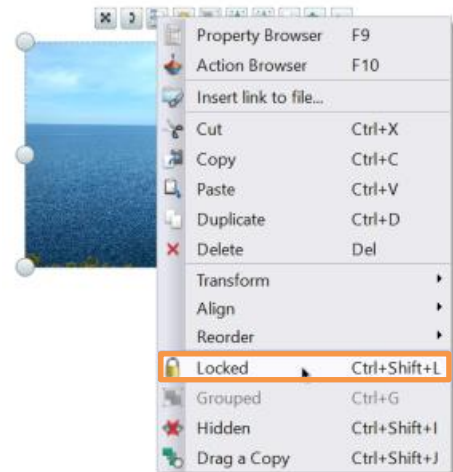 Property Browser F9
Action Browser F10
Insert link to file...
Cut Ctrl+X
Copy Ctrl+C
Paste Ctrl+V
Duplicate Ctrl+D
Delete Del
Transform
Align
Reorder
Locked Ctrl+Shift+L
Grouped Ctrl+G
Hidden Ctrl+Shift+I
Drag a Copy Ctrl+Shift+J